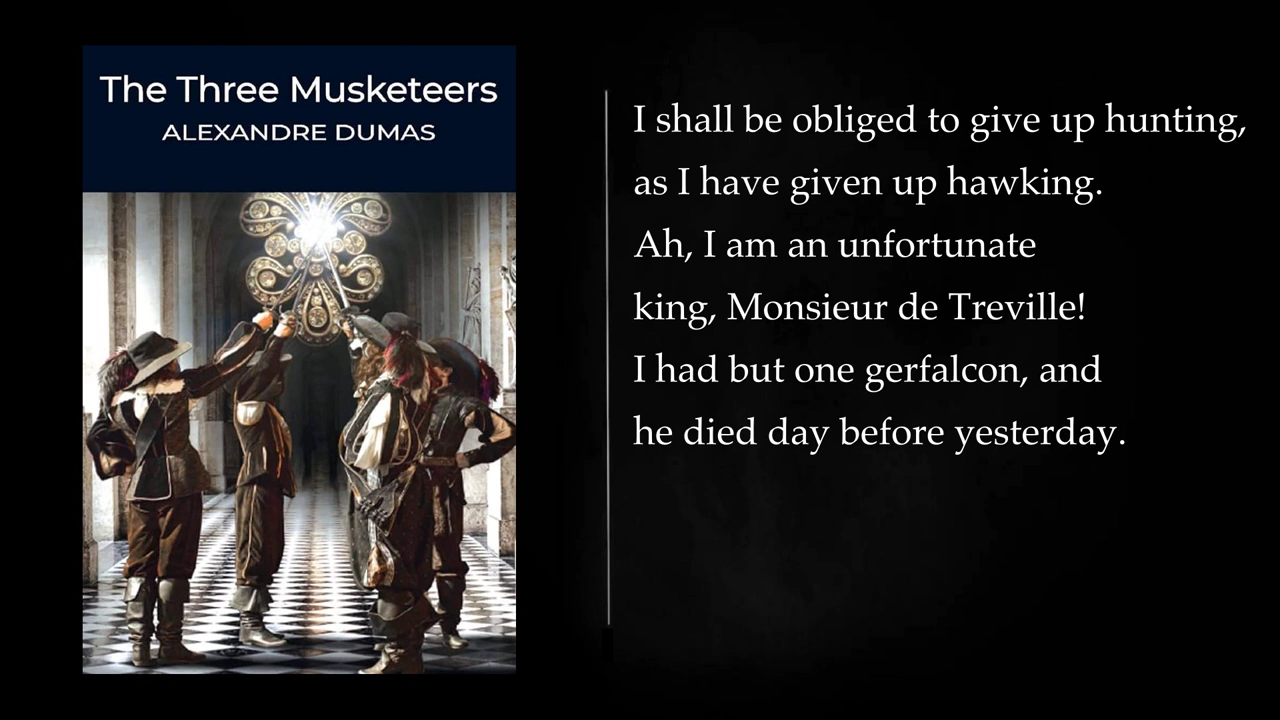 The Three Musketeers
ALEXANDRE DUMAS
I shall be obliged to give up hunting,
as I have given up hawking.
Ah, I am an unfortunate
king, Monsieur de Treville!
I had but one gerfalcon, and
he died day before yesterday.